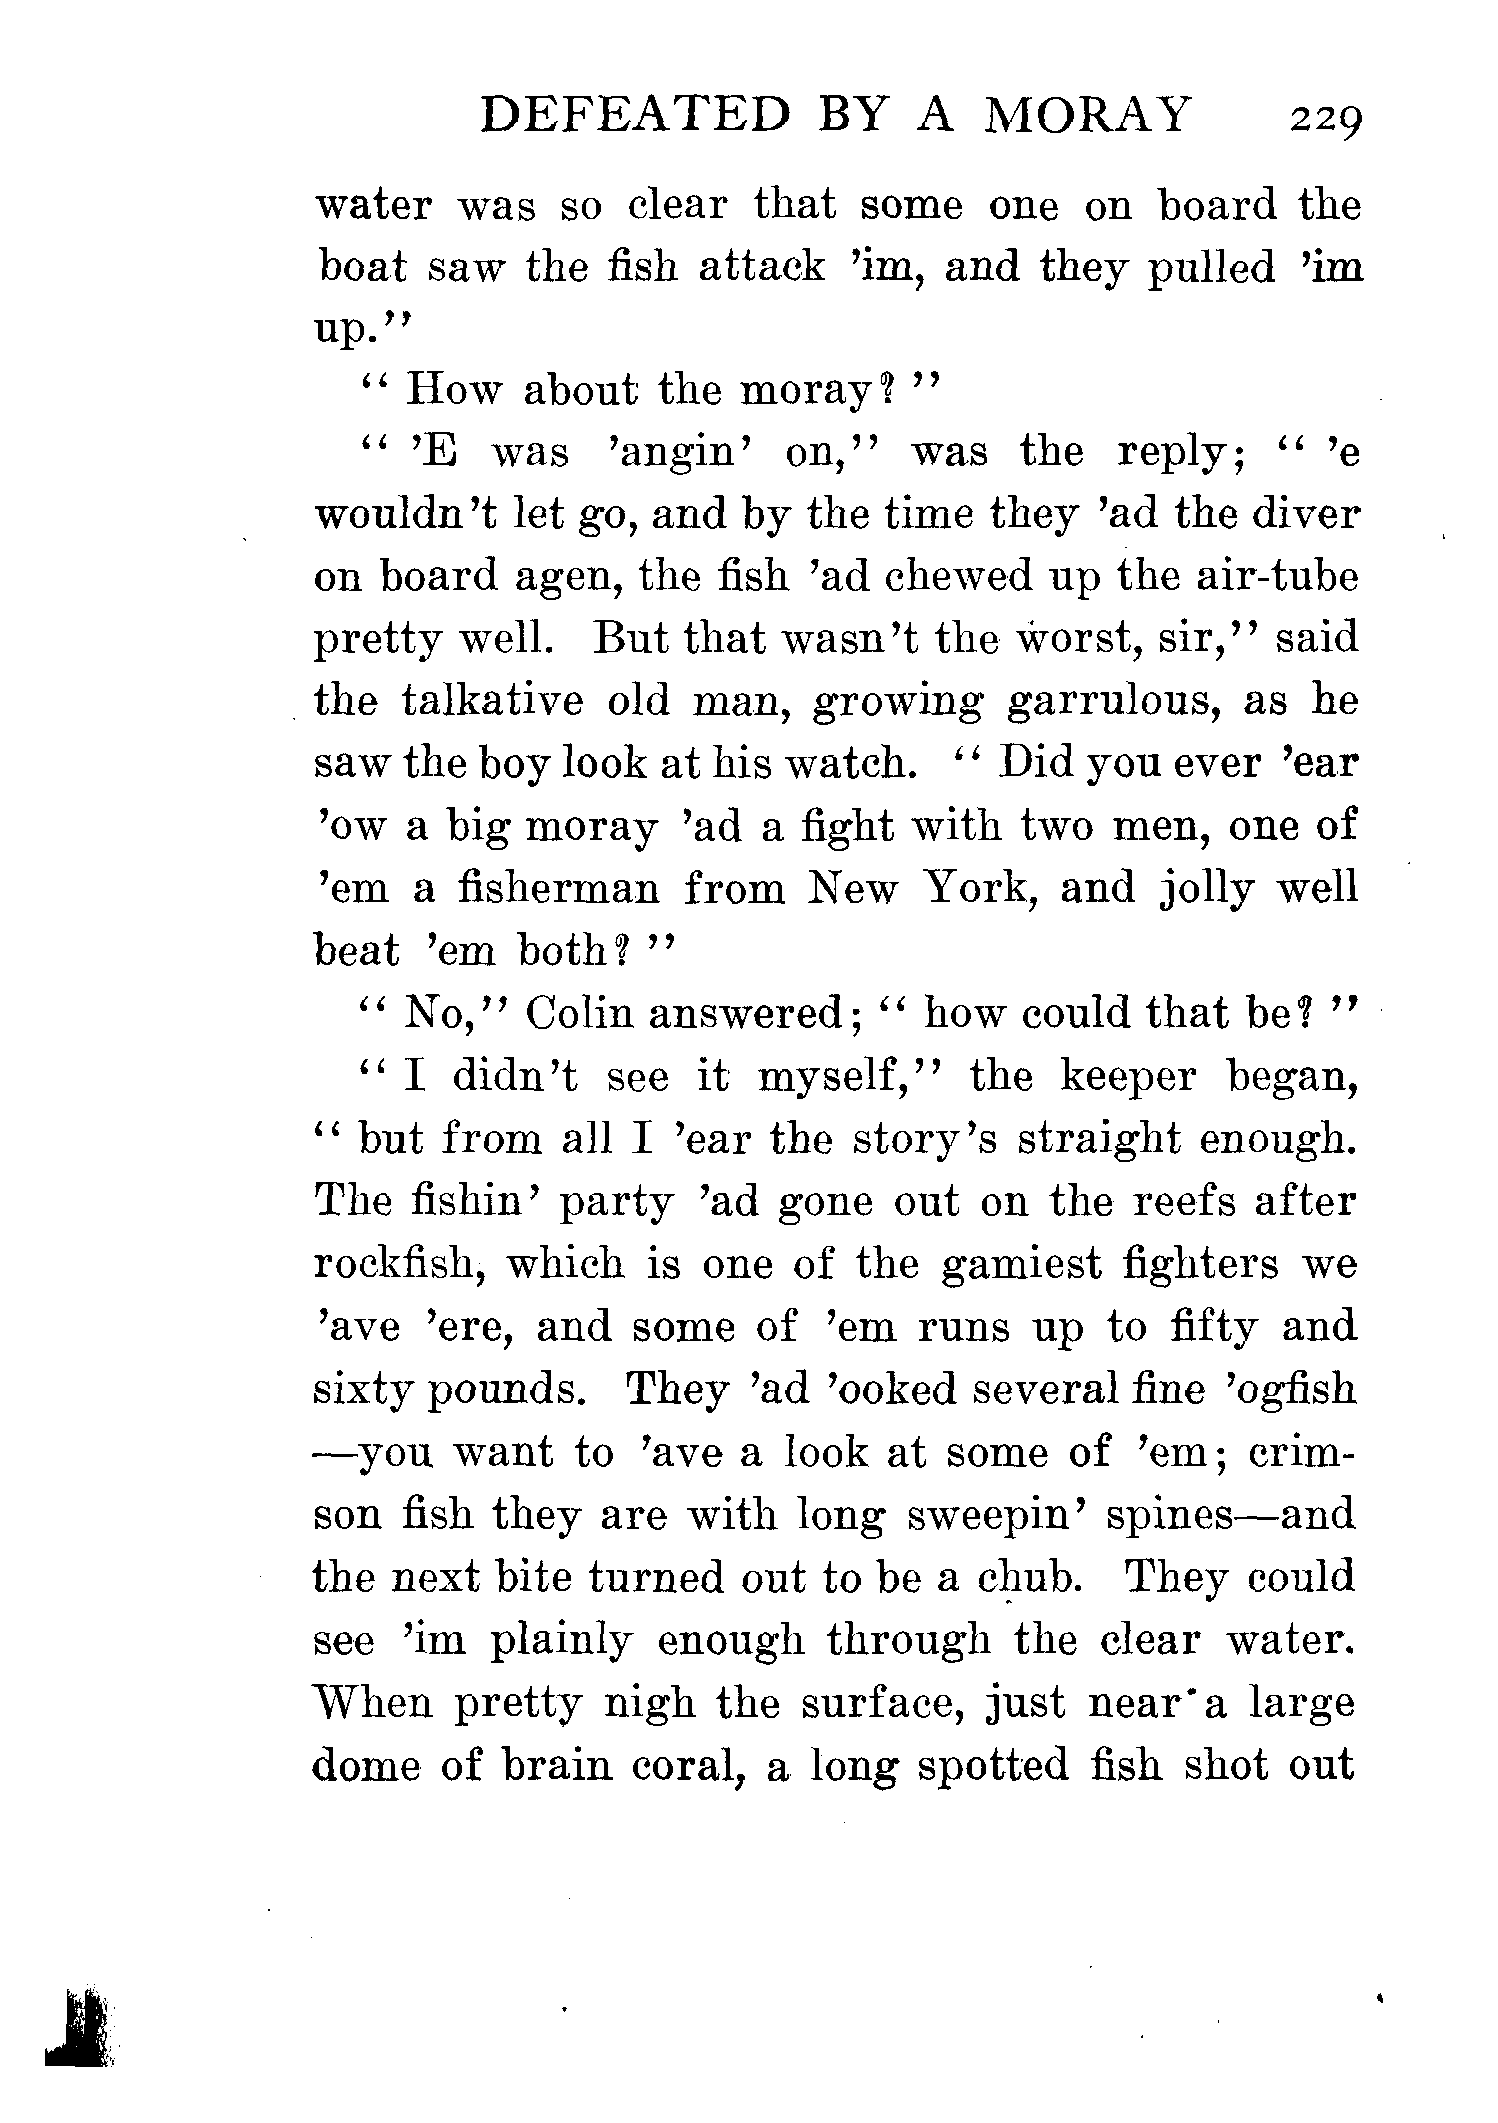 DEFEATED BY A MORAY 229
water was so clear that some one on board the
boat saw the fish attack 'im, and they pulled 'im
up."
" How about the moray? "
" 'E was 'angin' on," was the reply; " 'e
wouldn't let go, and by the time they 'ad the diver
on board agen, the fish 'ad chewed up the air-tube
pretty well. But that wasn't the worst, sir," said
the talkative old man, growing garrulous, as he
saw the boy look at his watch. " Did you ever 'ear
'ow a big moray 'ad a fight with two men, one of
'em a fisherman from New York, and jolly well
beat 'em both? "
" No," Colin answered; " how could that be? "
" I didn't see it myself," the keeper began,
" but from all I 'ear the story's straight enough.
The fishin' party 'ad gone out on the reefs after
rockfish, which is one of the gamiest fighters we
'ave 'ere, and some of 'em runs up to fifty and
sixty pounds. They 'ad 'ooked several fine 'ogfish
—you want to 'ave a look at some of 'em; crim-
son fish they are with long sweepin' spines—and
the next bite turned out to be a chub. They could
see 'im plainly enough through the clear water.
When pretty nigh the surface, just near a large
dome of brain coral, a long spotted fish shot out